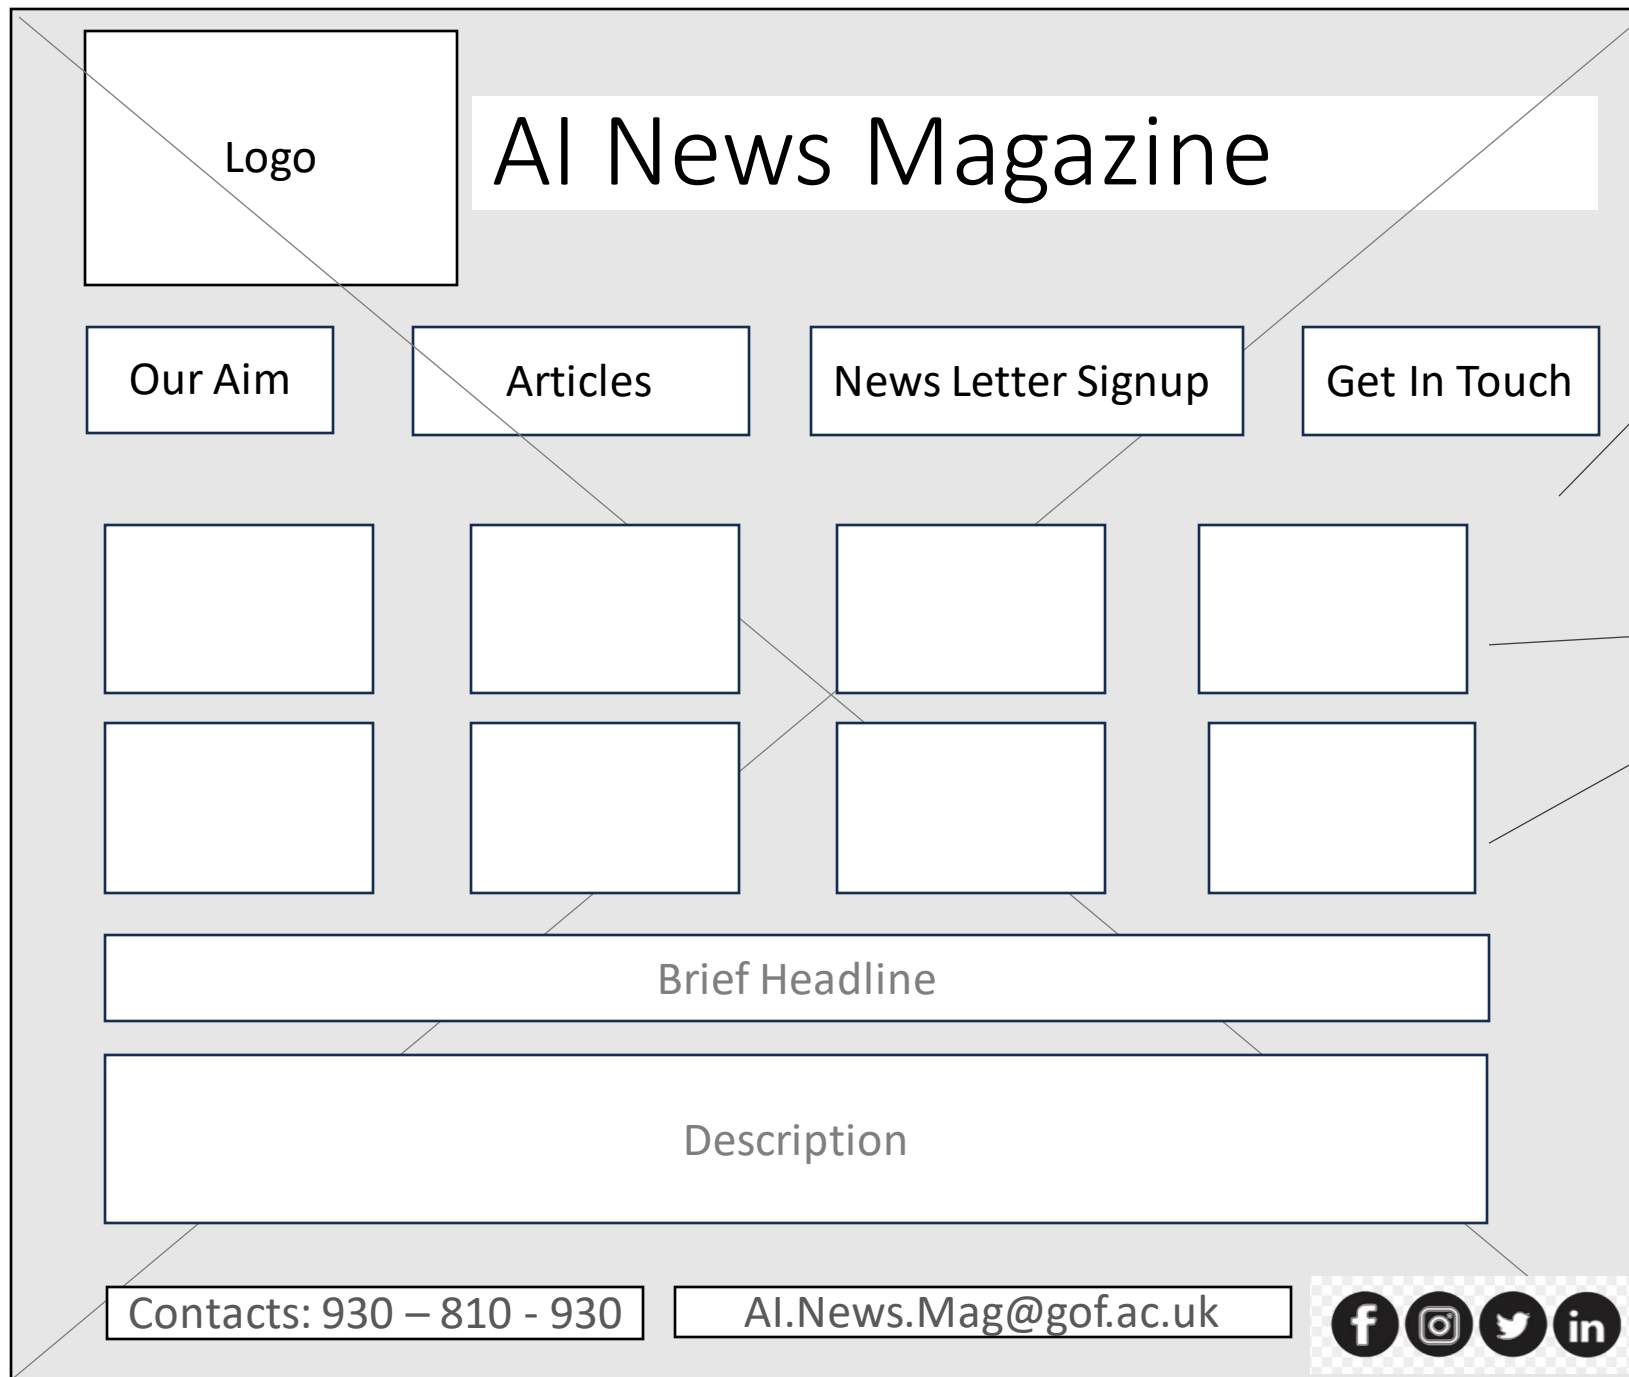 Logo
AI News Magazine
Our Aim
Articles
News Letter Signup
Get In Touch
Brief Headline
Description
Contacts: 930 – 810 - 930
AI.News.Mag@gof.ac.uk